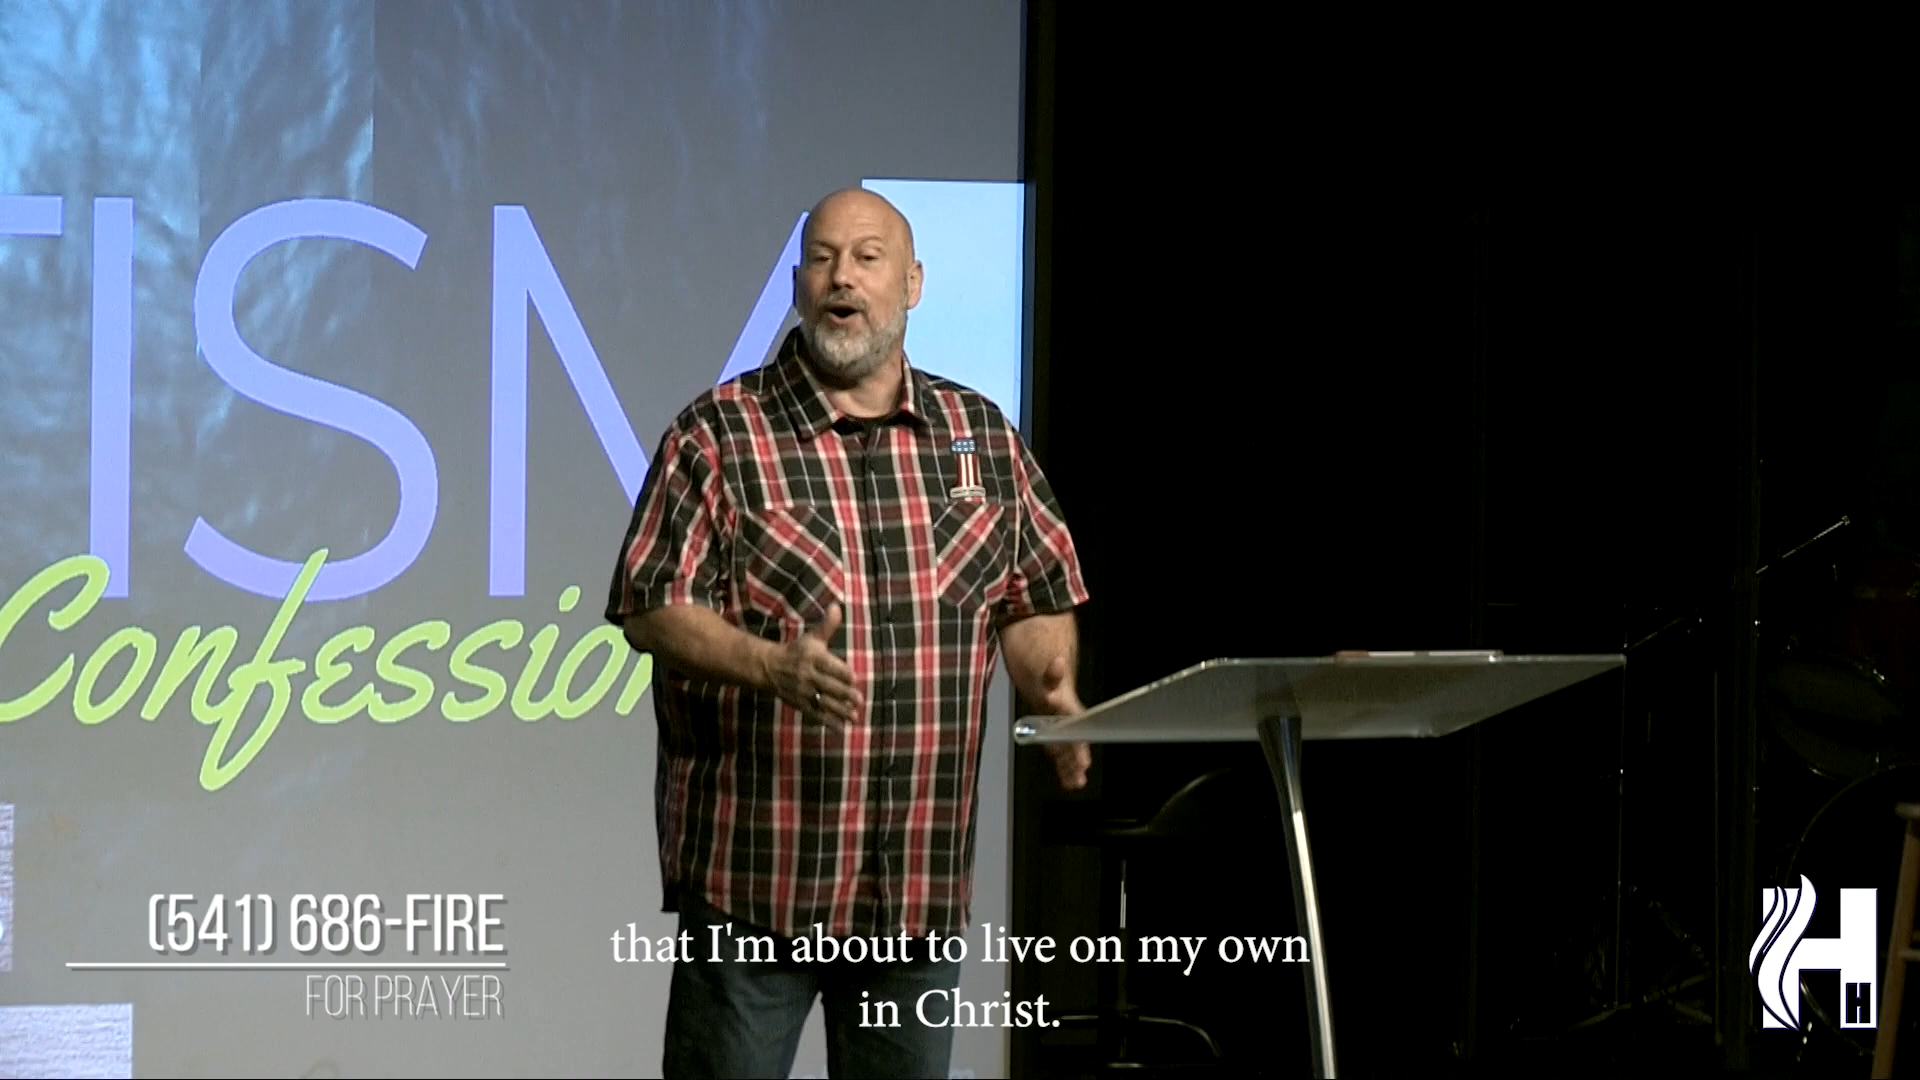 TISM
Confession
(541) 686-FIRE
FOR PRAYER
that I'm about to live on my own
in Christ.
H
H